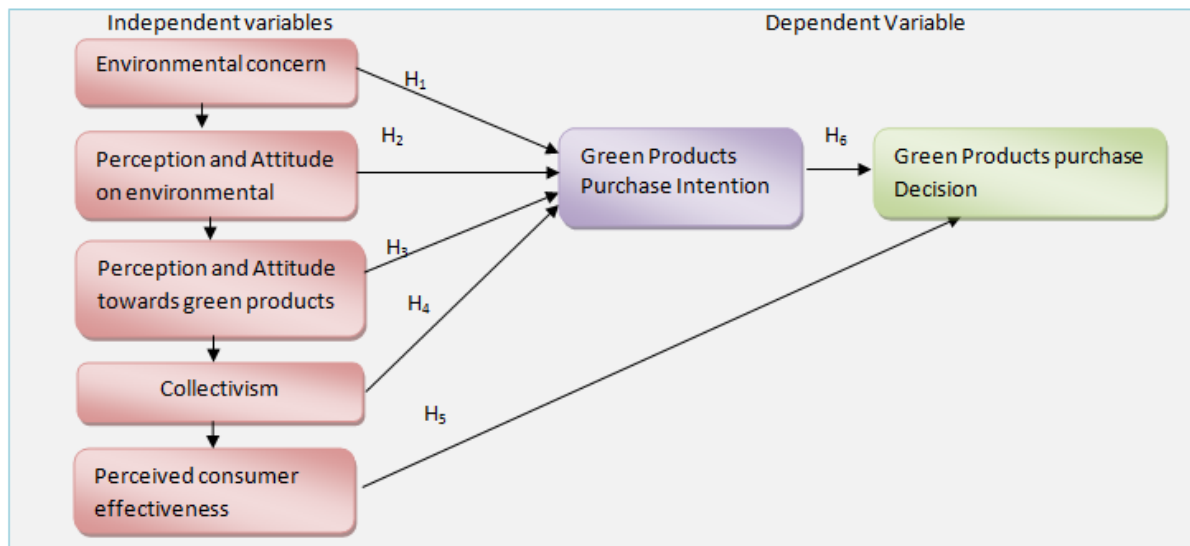 Independent variables
Dependent Variable
Environmental concern
H₁
Perception and Attitude
on environmental
H₂
Green Products
Purchase Intention
H₆
Green Products purchase
Decision
Perception and Attitude
towards green products
H₃
H₄
Collectivism
H₅
Perceived consumer
effectiveness